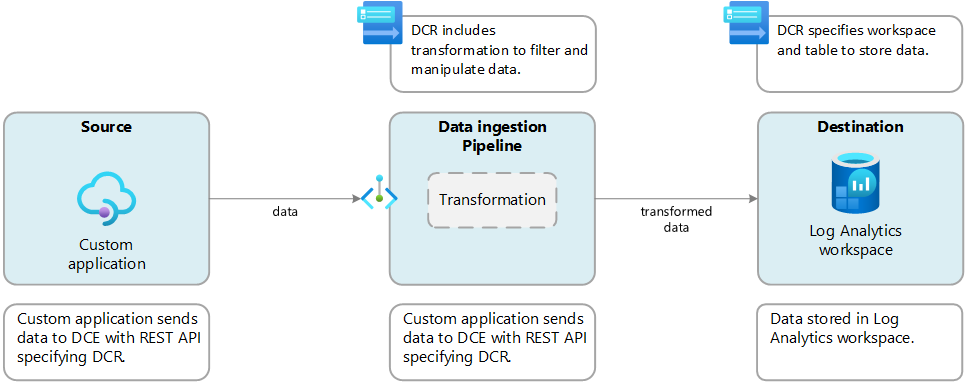 DCR includes
transformation to filter and
manipulate data.
DCR specifies workspace
and table to store data.
Source
Custom
application
data
Data ingestion
Pipeline
Transformation
transformed
data
Destination
Log Analytics
workspace
Custom application sends
data to DCE with REST API
specifying DCR.
Custom application sends
data to DCE with REST API
specifying DCR.
Data stored in Log
Analytics workspace.